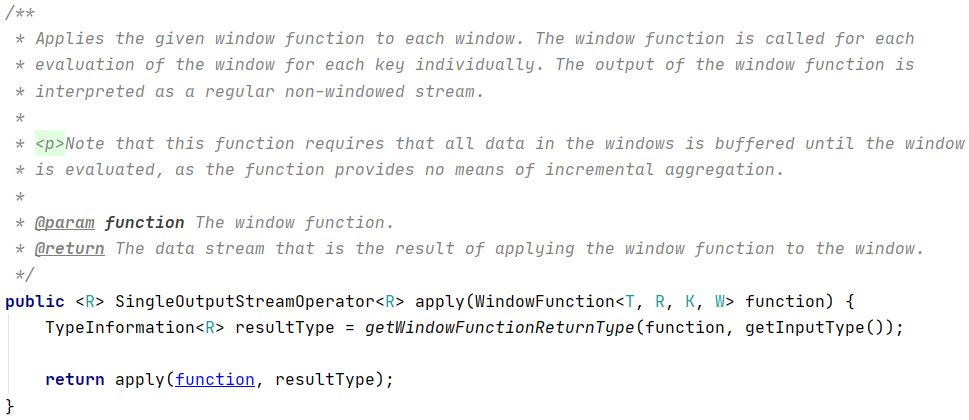 /**
 * Applies the given window function to each window. The window function is called for each
 * evaluation of the window for each key individually. The output of the window function is
 * interpreted as a regular non-windowed stream.
 *
 * <p>Note that this function requires that all data in the windows is buffered until the window
 * is evaluated, as the function provides no means of incremental aggregation.
 *
 * @param function The window function.
 * @return The data stream that is the result of applying the window function to the window.
 */
public <R> SingleOutputStreamOperator<R> apply(WindowFunction<T, R, K, W> function) {
    TypeInformation<R> resultType = getWindowFunctionReturnType(function, getInputType());

    return apply(function, resultType);
}